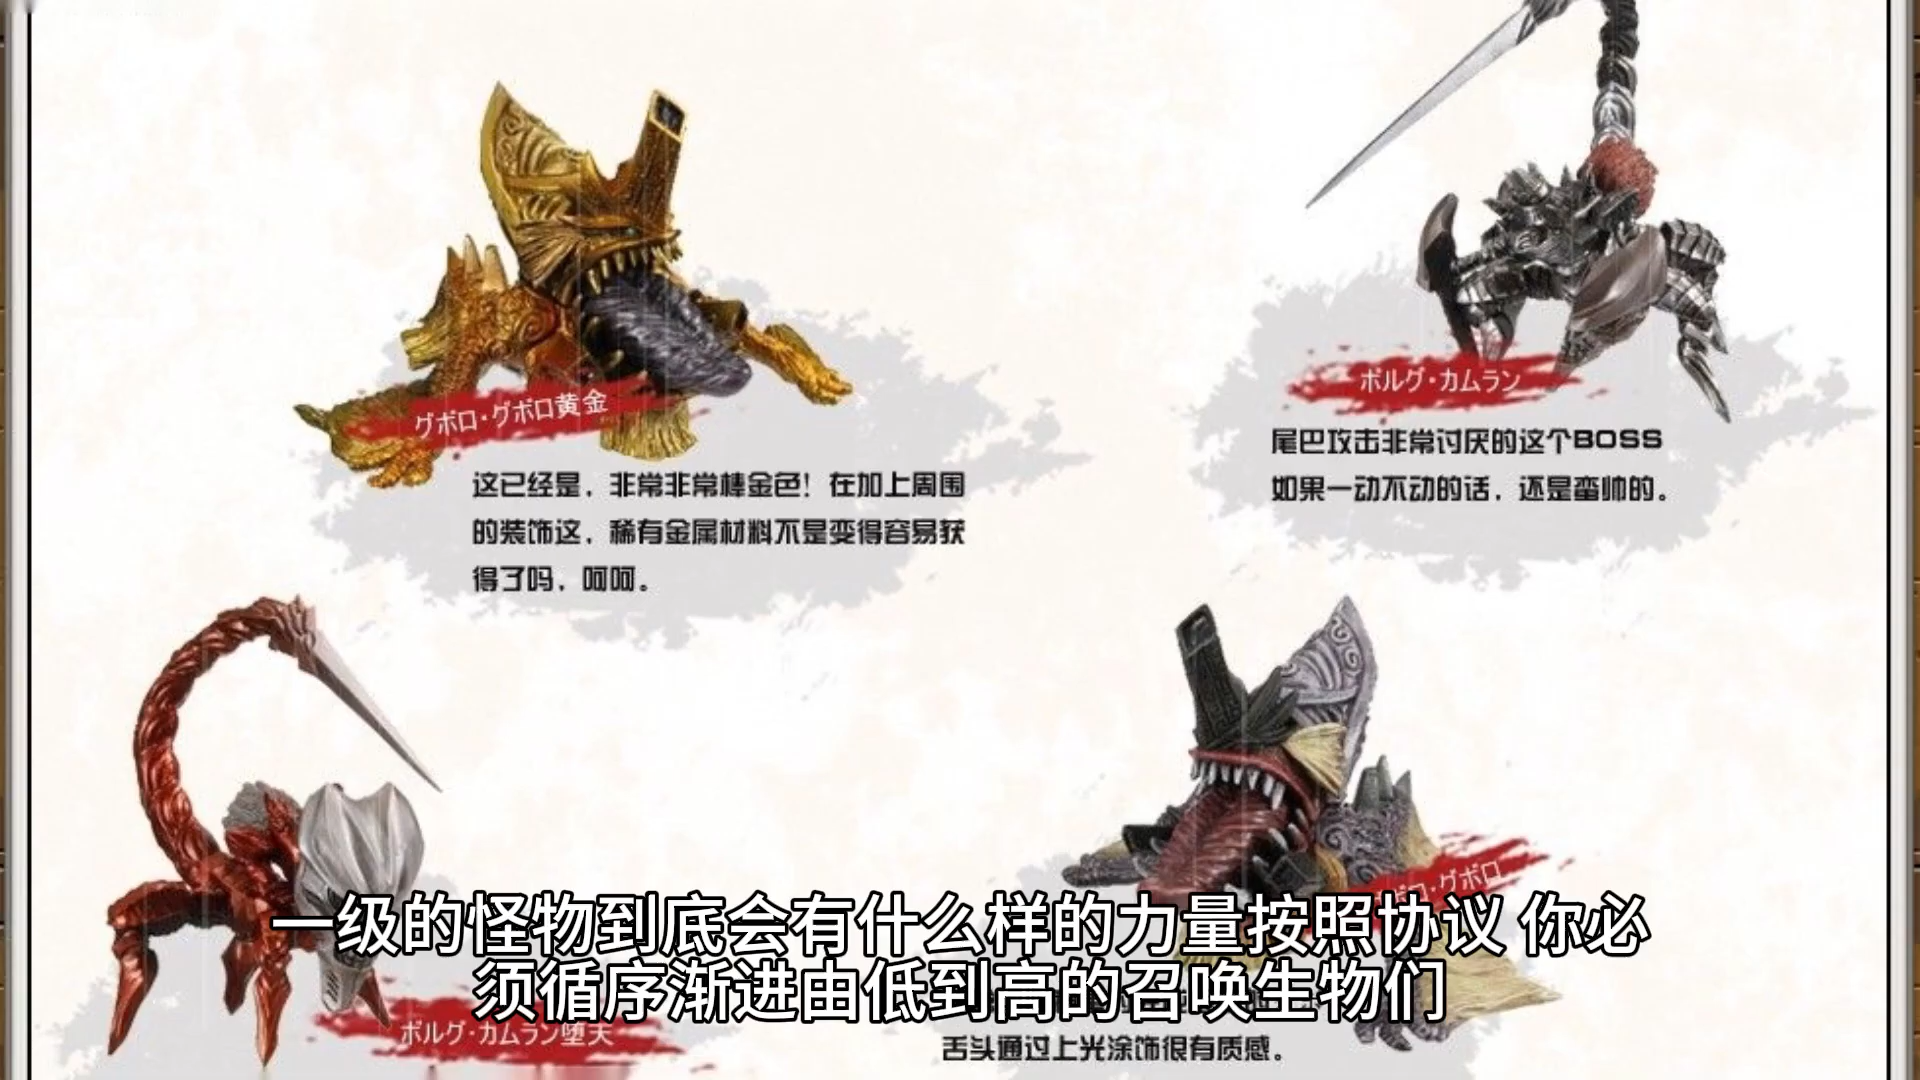 グボロ・グボロ黄金
这已经是，非常非常棒金色！在加上周围
的装饰这，稀有金属材料不是变得容易获
得了吗，呵呵。
ボルグ・カムラン
尾巴攻击非常讨厌的这个BOSS
如果一动不动的话，还是蛮帅的。
ボルグ・カムラン堕天
ロ・グボロ
舌头通过上光涂饰很有质感。
一级的怪物到底会有什么样的力量按照协议 你必
须循序渐进由低到高的召唤生物们